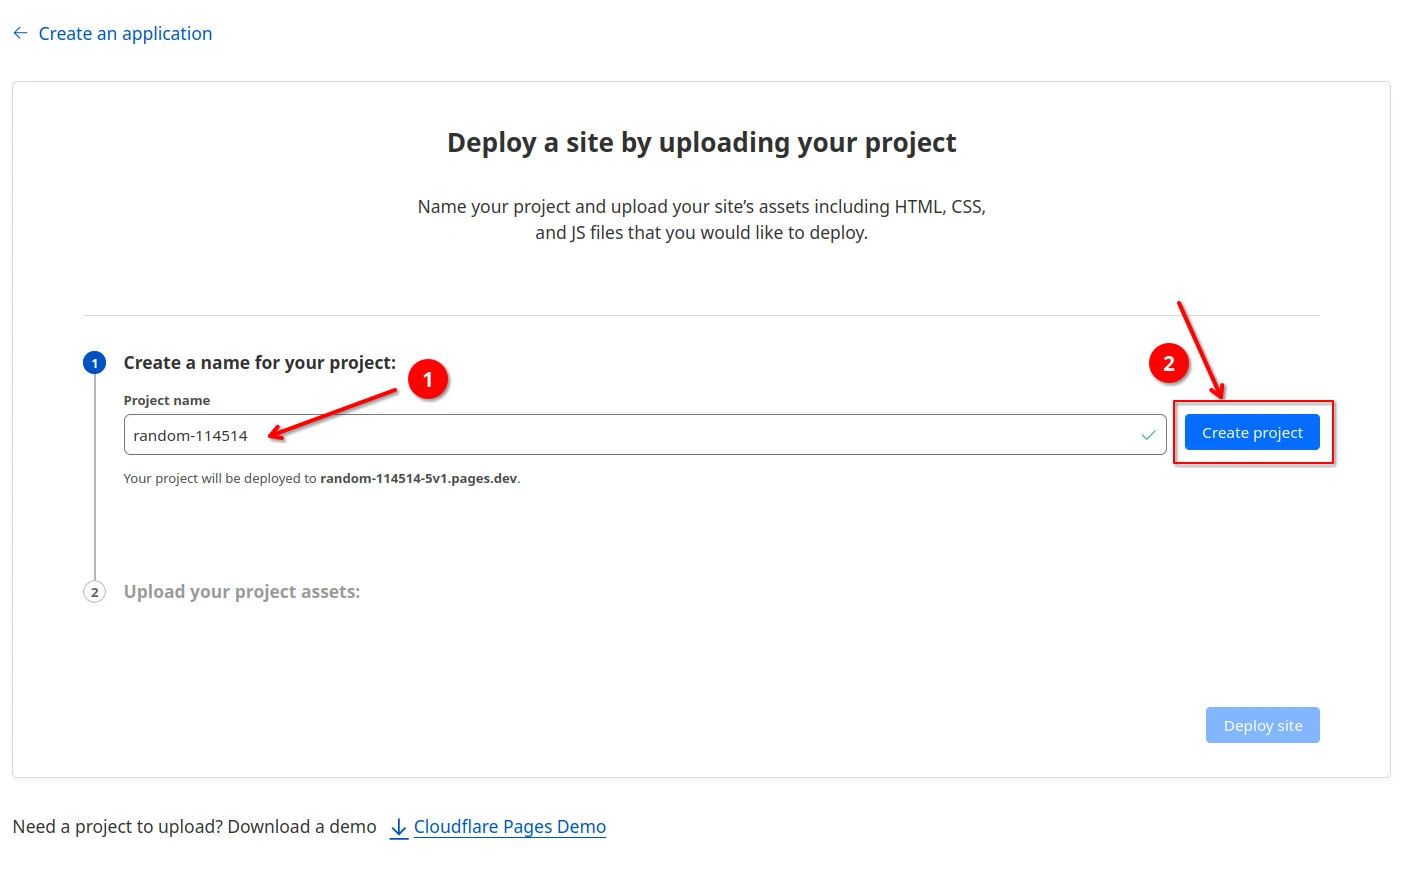 Create an application
Deploy a site by uploading your project
Name your project and upload your site’s assets including HTML, CSS,
and JS files that you would like to deploy.
1 Create a name for your project:
1
2
Project name
random-114514
Create project
Your project will be deployed to random-114514-5v1.pages.dev.
2 Upload your project assets:
Deploy site
Need a project to upload? Download a demo Cloudflare Pages Demo